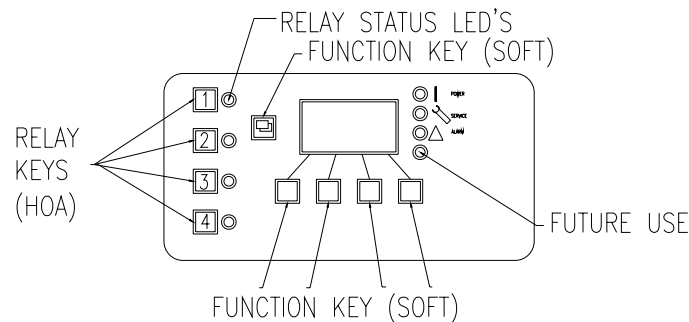 RELAY STATUS LED'S
FUNCTION KEY (SOFT)
1
POWER
SERVICE
2
ALARM
RELAY
KEYS
(HOA)
3
4
FUTURE USE
FUNCTION KEY (SOFT)